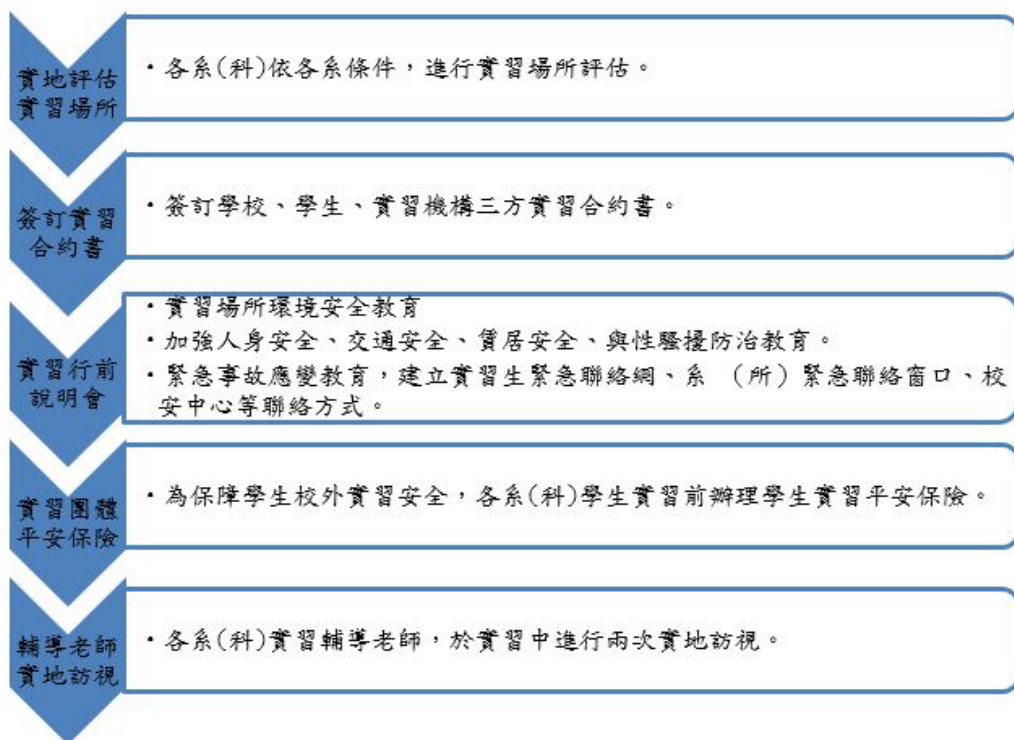 實地評估
實習場所
・各系(科)依各系條件，進行實習場所評估。
簽訂實習
合約書
・簽訂學校、學生、實習機構三方實習合約書。
實習行前
說明會
・實習場所環境安全教育
・加強人身安全、交通安全、賃居安全、與性騷擾防治教育。
・緊急事故應變教育，建立實習生緊急聯絡網、系 （所）緊急聯絡窗口、校
安中心等聯絡方式。
實習團體
平安保險
・為保障學生校外實習安全，各系(科)學生實習前辦理學生實習平安保險。
輔導老師
實地訪視
・各系(科)實習輔導老師，於實習中進行兩次實地訪視。